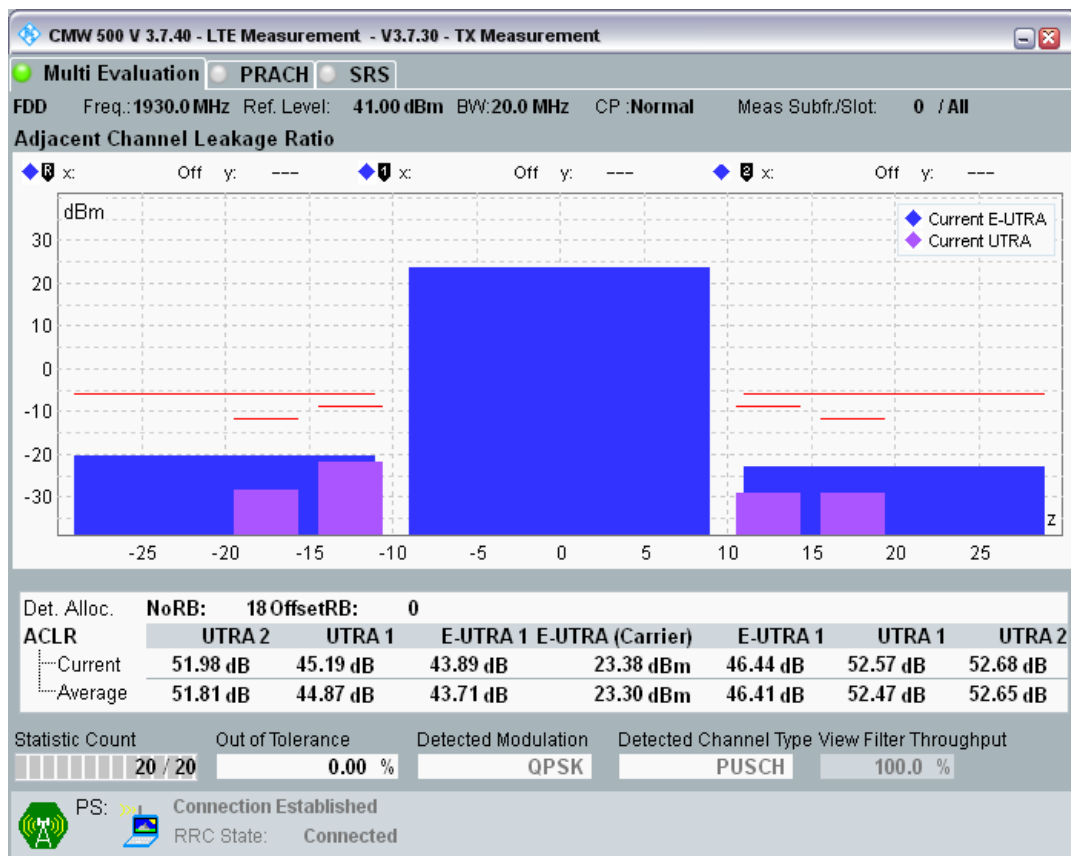 CMW 500 V 3.7.40 - LTE Measurement - V3.7.30 - TX Measurement
Multi Evaluation PRACH SRS
FDD Freq.:1930.0 MHz Ref. Level: 41.00 dBm BW:20.0 MHz CP :Normal Meas Subfr./Slot: 0 / All
Adjacent Channel Leakage Ratio
R x: Off y: --- 1 x: Off y: --- 2 x: Off y: ---
dBm
Current E-UTRA
Current UTRA
30
20
10
0
-10
-20
-30
z
-25 -20 -15 -10 -5 0 5 10 15 20 25
Det. Alloc. NoRB: 18 OffsetRB: 0
ACLR UTRA 2 UTRA 1 E-UTRA 1 E-UTRA (Carrier) E-UTRA 1 UTRA 1 UTRA 2
Current 51.98 dB 45.19 dB 43.89 dB 23.38 dBm 46.44 dB 52.57 dB 52.68 dB
Average 51.81 dB 44.87 dB 43.71 dB 23.30 dBm 46.41 dB 52.47 dB 52.65 dB
Statistic Count Out of Tolerance Detected Modulation Detected Channel Type View Filter Throughput
20 / 20 0.00 % QPSK PUSCH 100.0 %
PS: Connection Established
RRC State: Connected